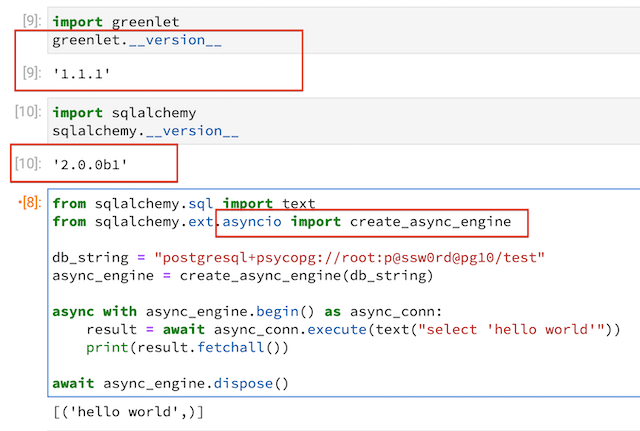 [9]: import greenlet
greenlet.__version__
[9]: '1.1.1'
[10]: import sqlalchemy
sqlalchemy.__version__
[10]: '2.0.0b1'
•[8]: from sqlalchemy.sql import text
from sqlalchemy.ext.asyncio import create_async_engine
db_string = "postgresql+psycopg://root:p@ssw0rd@pg10/test"
async_engine = create_async_engine(db_string)
async with async_engine.begin() as async_conn:
result = await async_conn.execute(text("select 'hello world'"))
print(result.fetchall())
await async_engine.dispose()
[('hello world',)]